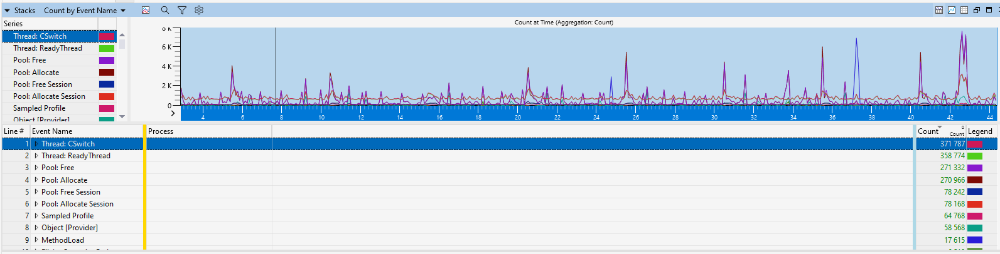 Stacks Count by Event Name
Series
Thread: CSwitch
Thread: ReadyThread
Pool: Free
Pool: Allocate
Pool: Free Session
Pool: Allocate Session
Sampled Profile
Object [Provider]
Count at Time (Aggregation: Count)
8 K
6 K
4 K
2 K
0
4 6 8 10 12 14 16 18 20 22 24 26 28 30 32 34 36 38 40 42 44
Line # Event Name Process Count 0 Count Legend
1 Thread: CSwitch 371 787
2 Thread: ReadyThread 358 774
3 Pool: Free 271 332
4 Pool: Allocate 270 966
5 Pool: Free Session 78 242
6 Pool: Allocate Session 78 168
7 Sampled Profile 64 768
8 Object [Provider] 58 568
9 MethodLoad 17 615